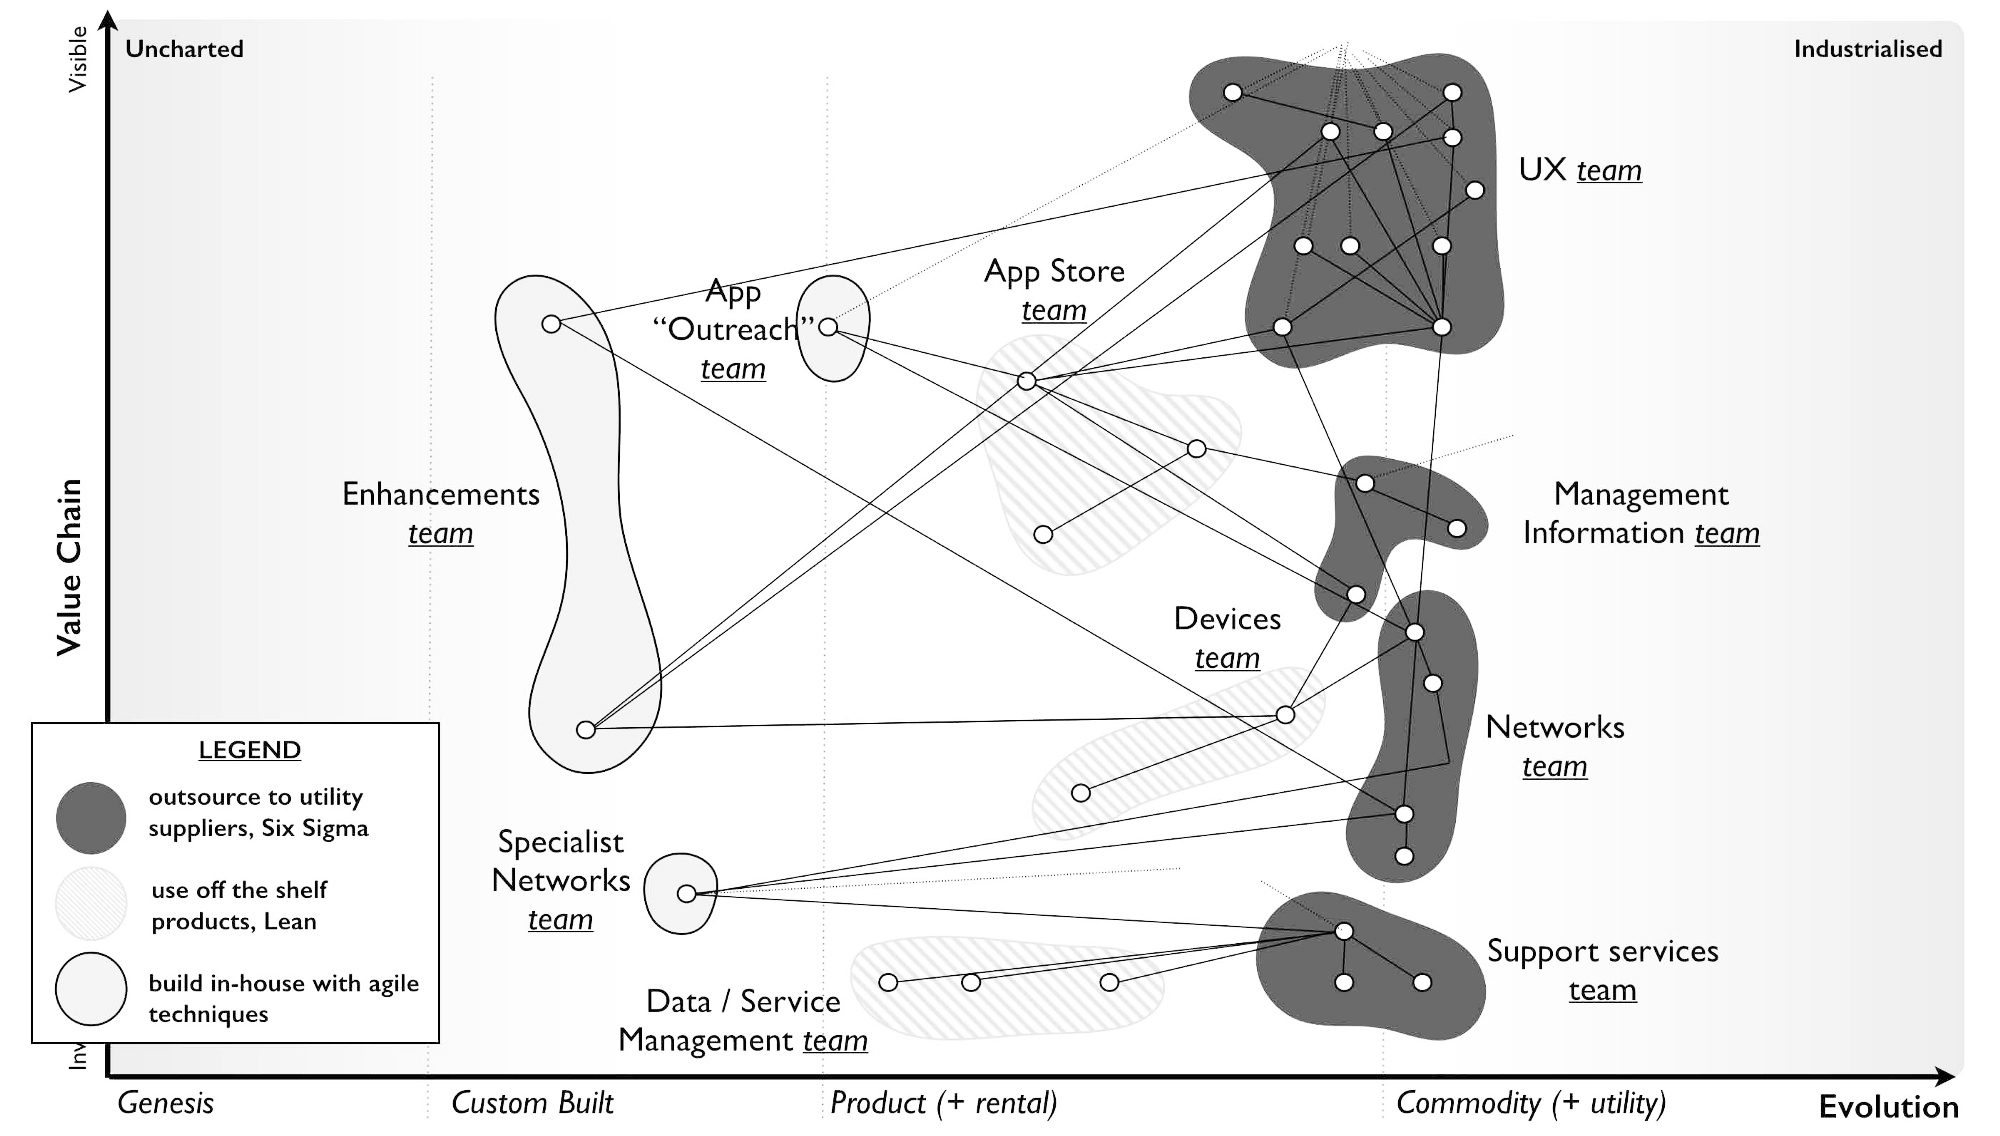 Visible
Uncharted
Industrialised
UX team
App Store
team
App
“Outreach”
team
Enhancements
team
Management
Information team
Value Chain
Devices
team
Networks
team
LEGEND
outsource to utility
suppliers, Six Sigma
use off the shelf
products, Lean
build in-house with agile
techniques
Specialist
Networks
team
Support services
team
Data / Service
Management team
Inv
Genesis
Custom Built
Product (+ rental)
Commodity (+ utility)
Evolution